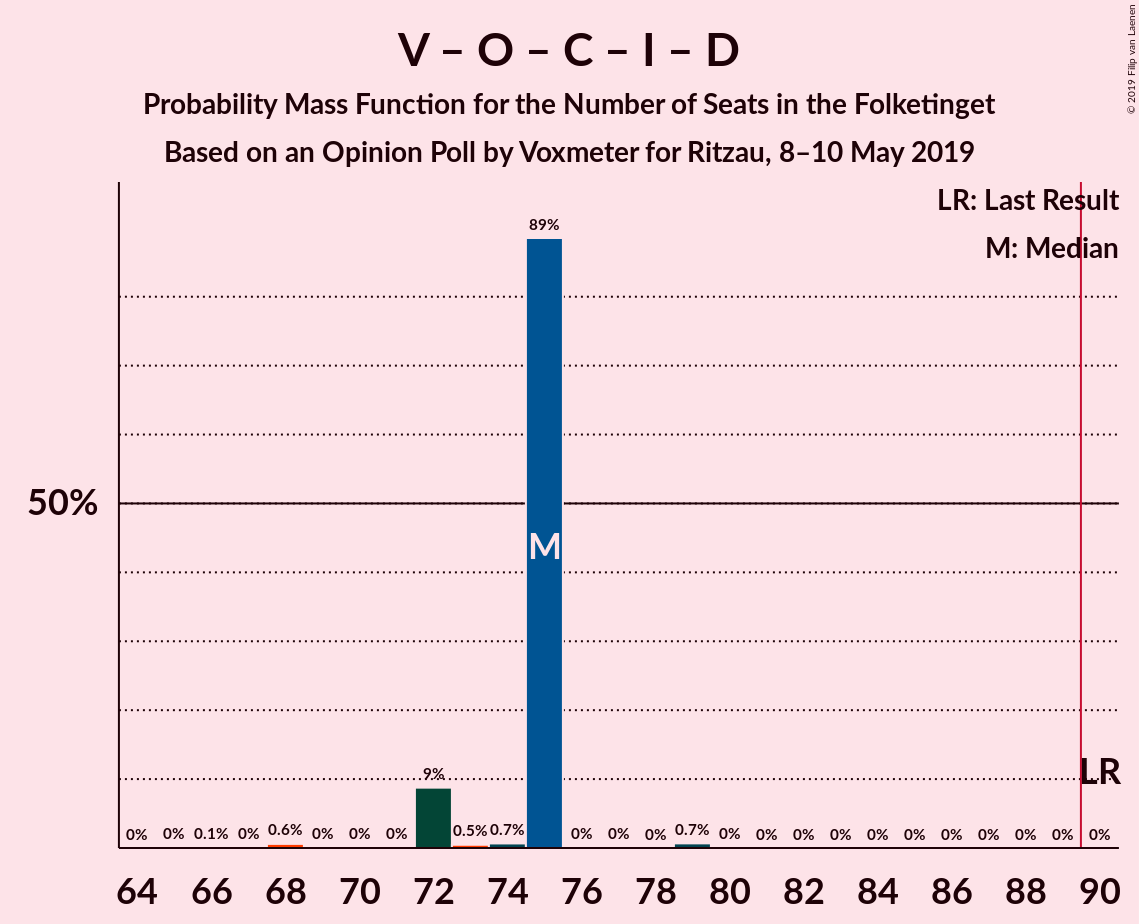 V – O – C – I – D
Probability Mass Function for the Number of Seats in the Folketinget
Based on an Opinion Poll by Voxmeter for Ritzau, 8–10 May 2019
© 2019 Filip van Laenen
LR: Last Result
M: Median
50%
0% 0% 0.1% 0% 0.6% 0% 0% 0% 9% 0.5% 0.7% 89% 0% 0% 0% 0.7% 0% 0% 0% 0% 0% 0% 0% 0% 0% 0% 0%
M
LR
64 66 68 70 72 74 76 78 80 82 84 86 88 90